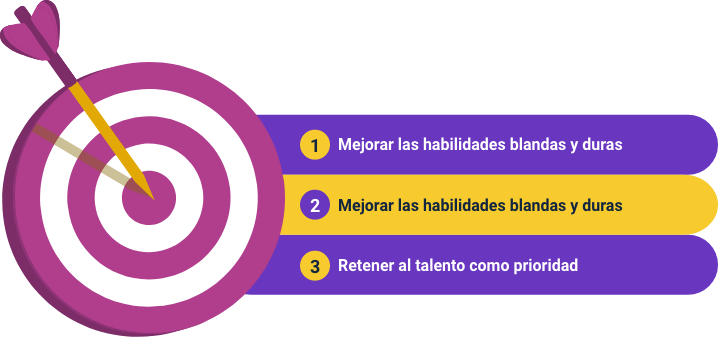 1 Mejorar las habilidades blandas y duras
2 Mejorar las habilidades blandas y duras
3 Retener al talento como prioridad